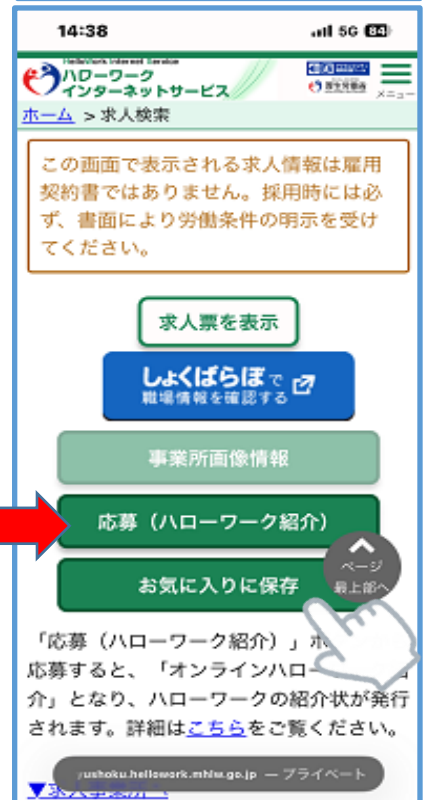 14:38
5G 84
HelloWork Internet Service
ハローワーク
インターネットサービス
厚生労働省
メニュー
ホーム > 求人検索
この画面で表示される求人情報は雇用
契約書ではありません。採用時には必
ず、書面により労働条件の明示を受け
てください。
求人票を表示
しょくばらぼで
職場情報を確認する
事業所画像情報
応募（ハローワーク紹介）
お気に入りに保存
ページ
最上部へ
「応募（ハローワーク紹介）」ホ
応募すると、「オンラインハロー
介」となり、ハローワークの紹介状が発行
されます。詳細はこちらをご覧ください。
yushoku.hellowork.mhlw.go.jp — プライベート